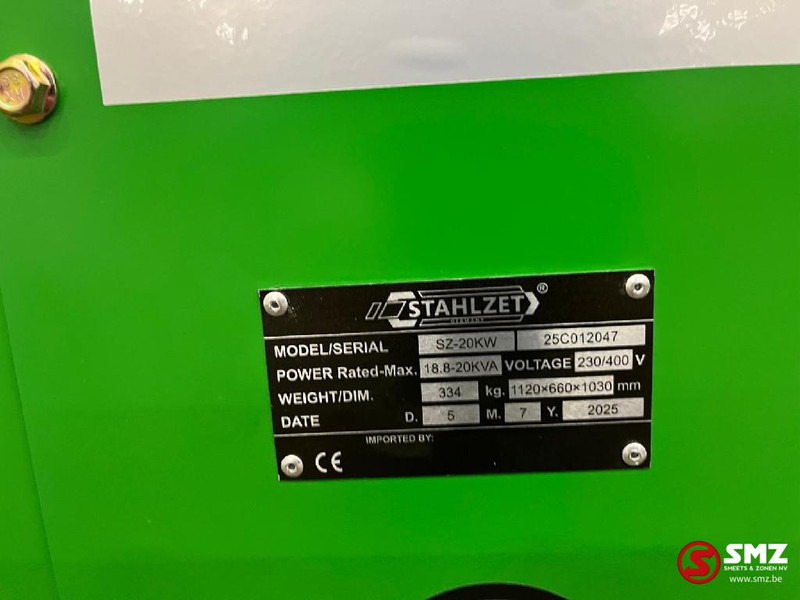 STAHLZET®
MODEL/SERIAL SZ-20KW 25C012047
POWER Rated-Max. 18.8-20KVA VOLTAGE 230/400 V
WEIGHT/DIM. 334 kg. 1120×660×1030 mm
DATE D. 5 M. 7 Y. 2025
IMPORTED BY:
CE
SMZ
SMEETS & ZONEN NV
www.smz.be